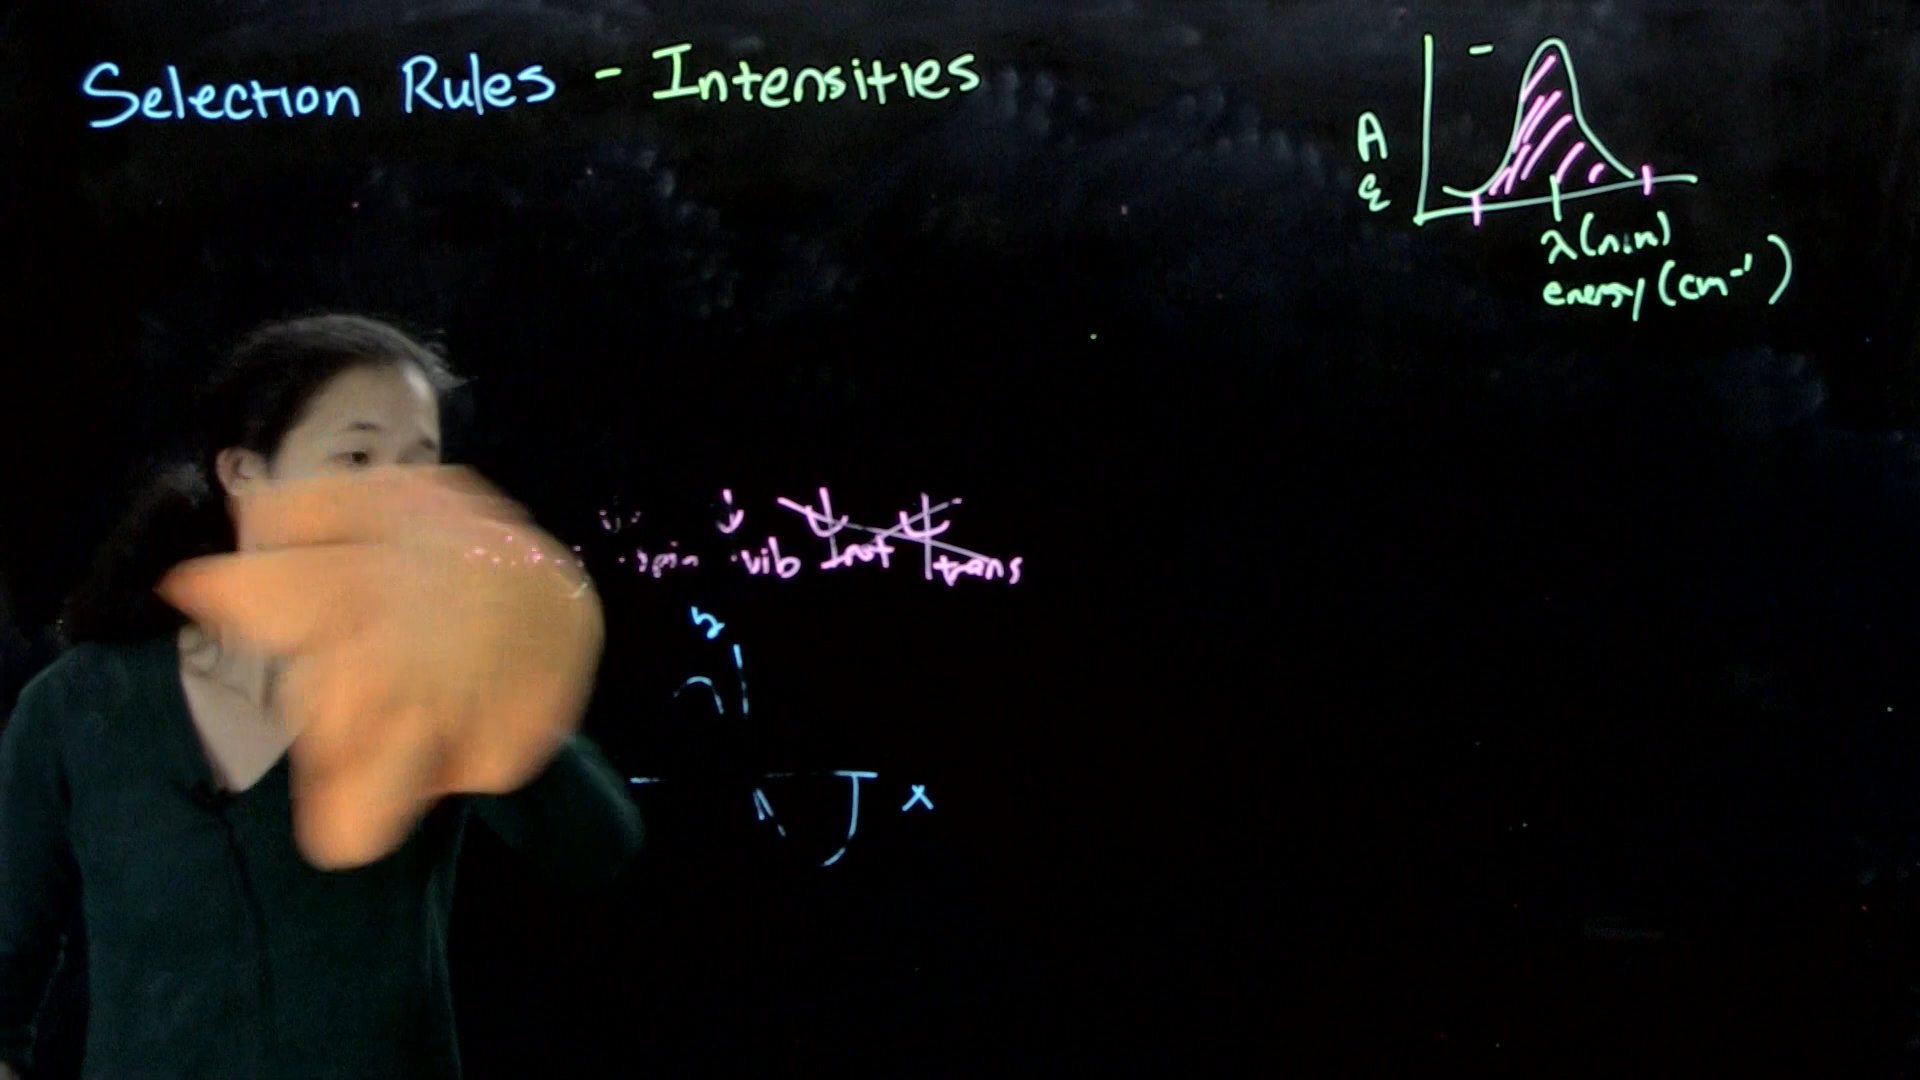 Selection Rules - Intensities
A
ε
λ(nm)
energy (cm⁻¹)
spin · vib rot trans
x